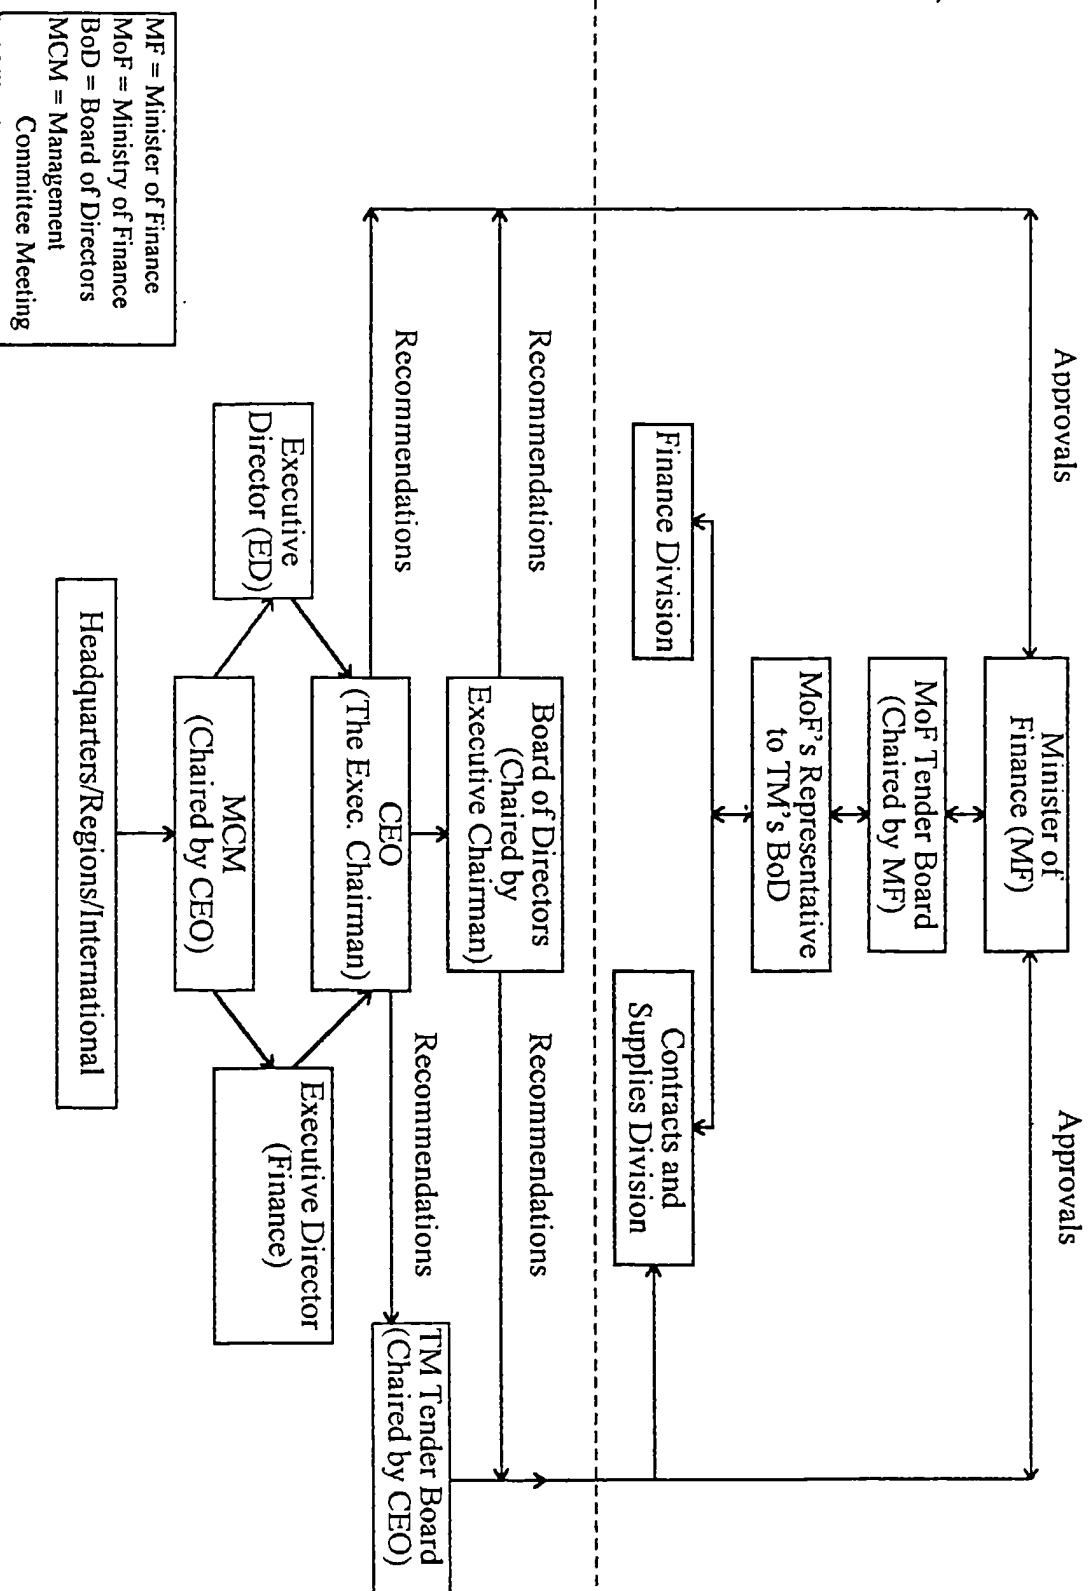 Approvals
Approvals
Minister of
Finance (MF)
MoF Tender Board
(Chaired by MF)
MoF's Representative
to TM's BoD
Finance Division
Contracts and
Supplies Division
Recommendations
Board of Directors
(Chaired by
Executive Chairman)
Recommendations
Recommendations
CEO
(The Exec. Chairman)
Recommendations
TM Tender Board
(Chaired by CEO)
Executive
Director (ED)
MCM
(Chaired by CEO)
Executive Director
(Finance)
Headquarters/Regions/International
MF = Minister of Finance
MoF = Ministry of Finance
BoD = Board of Directors
MCM = Management
Committee Meeting